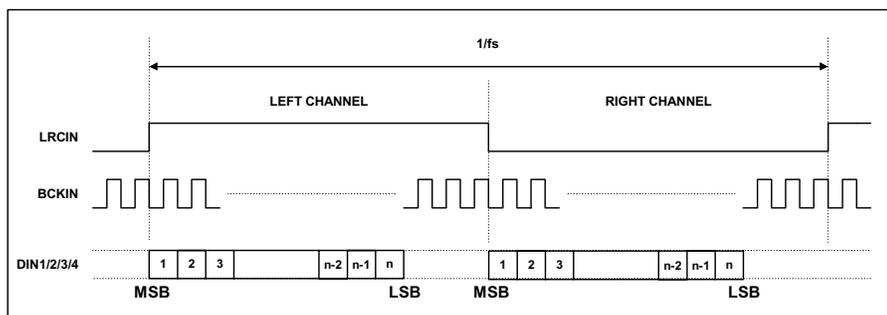 1/fs
LEFT CHANNEL RIGHT CHANNEL
LRCIN
BCKIN
DIN1/2/3/4 1 2 3 n-2 n-1 n 1 2 3 n-2 n-1 n
MSB LSB MSB LSB